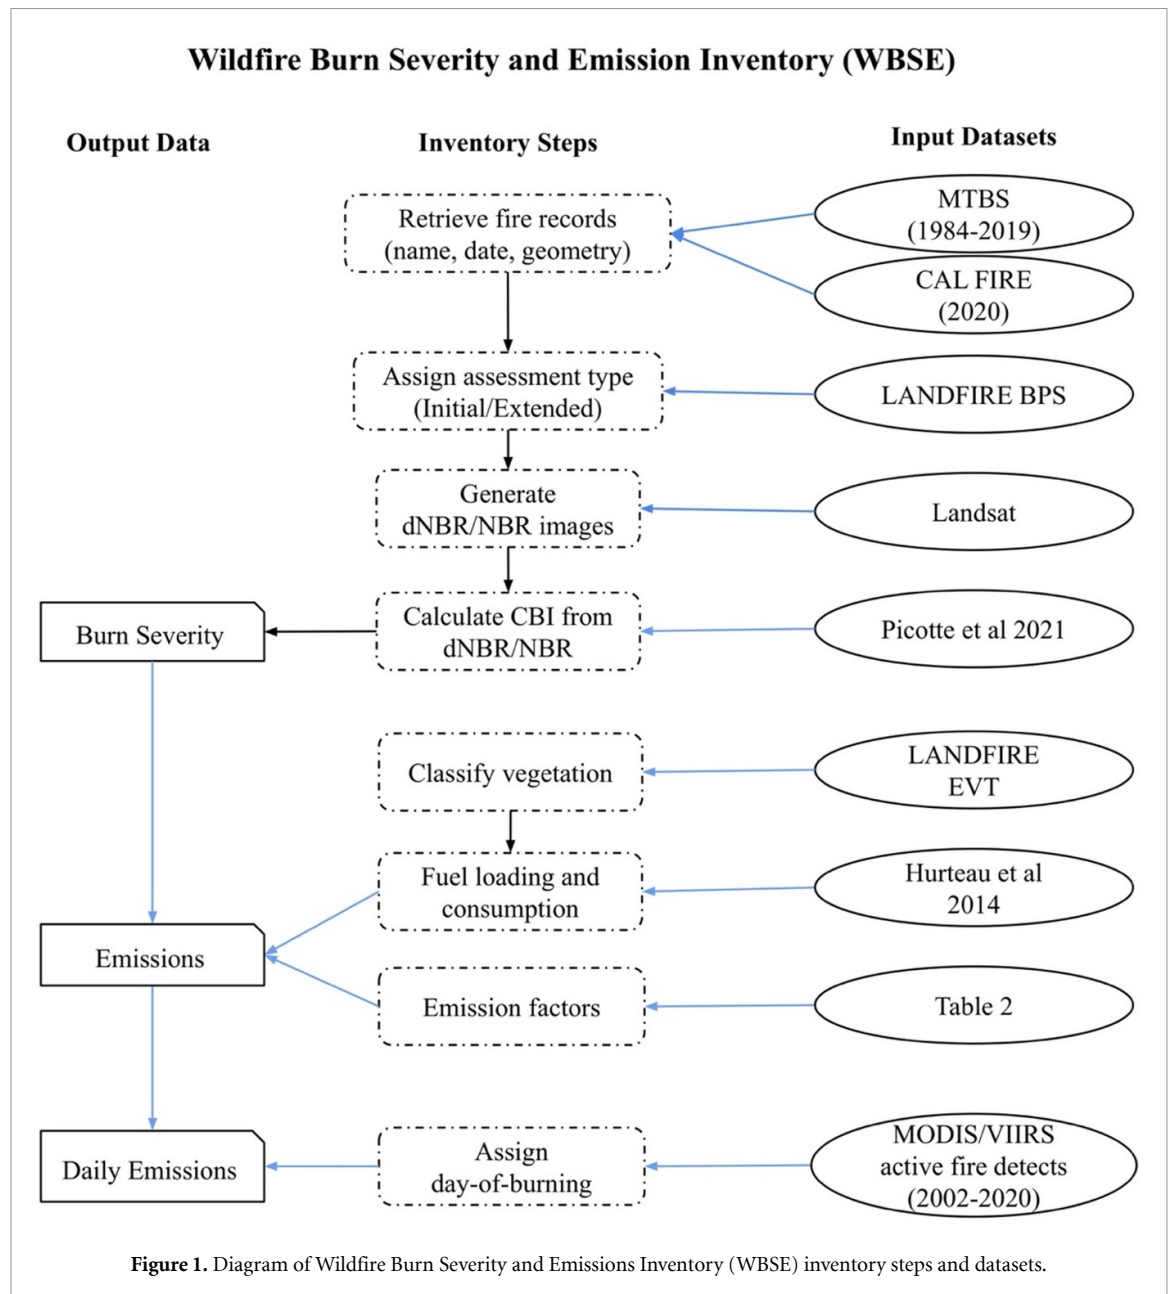 Wildfire Burn Severity and Emission Inventory (WBSE)
Output Data
Inventory Steps
Input Datasets
Retrieve fire records
(name, date, geometry)
MTBS
(1984-2019)
CAL FIRE
(2020)
Assign assessment type
(Initial/Extended)
LANDFIRE BPS
Generate
dNBR/NBR images
Landsat
Burn Severity
Calculate CBI from
dNBR/NBR
Picotte et al 2021
Classify vegetation
LANDFIRE
EVT
Fuel loading and
consumption
Hurteau et al
2014
Emissions
Emission factors
Table 2
Daily Emissions
Assign
day-of-burning
MODIS/VIIRS
active fire detects
(2002-2020)
Figure 1. Diagram of Wildfire Burn Severity and Emissions Inventory (WBSE) inventory steps and datasets.